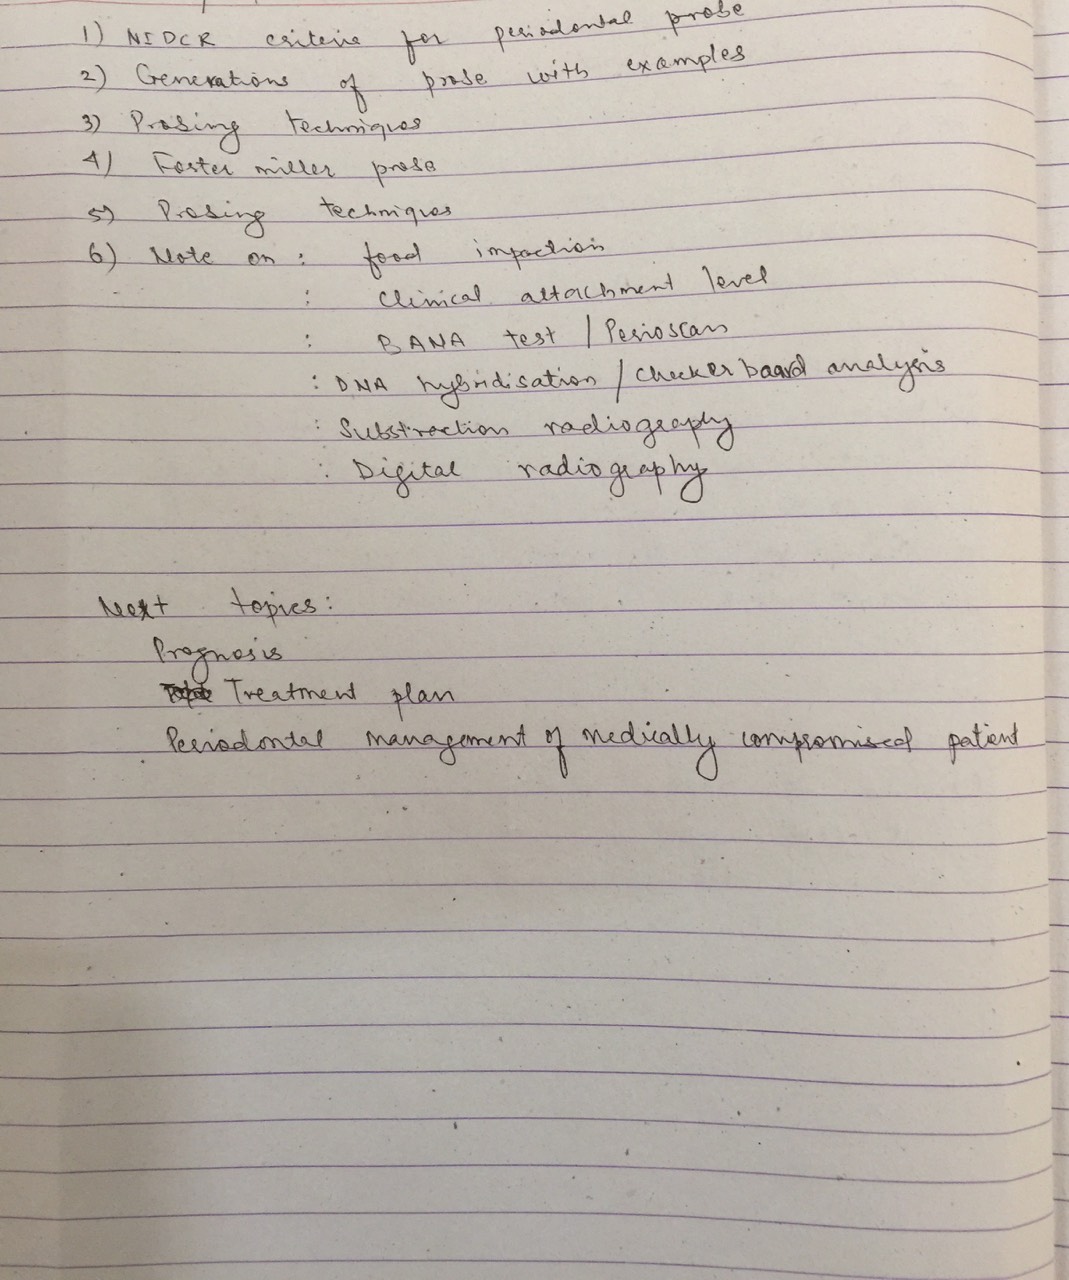 1) NIDCR criteria for periodontal probe
2) Generations of probe with examples
3) Probing techniques
4) Foster miller probe
5) Probing techniques
6) Note on : food impaction
: Clinical attachment level
: BANA test / Perioscan
: DNA hybridisation / checker baard analysis
: Substraction radiography
: Digital radiography
Next topics:
Prognosis
Treatment plan
Periodontal management of medically compromised patient